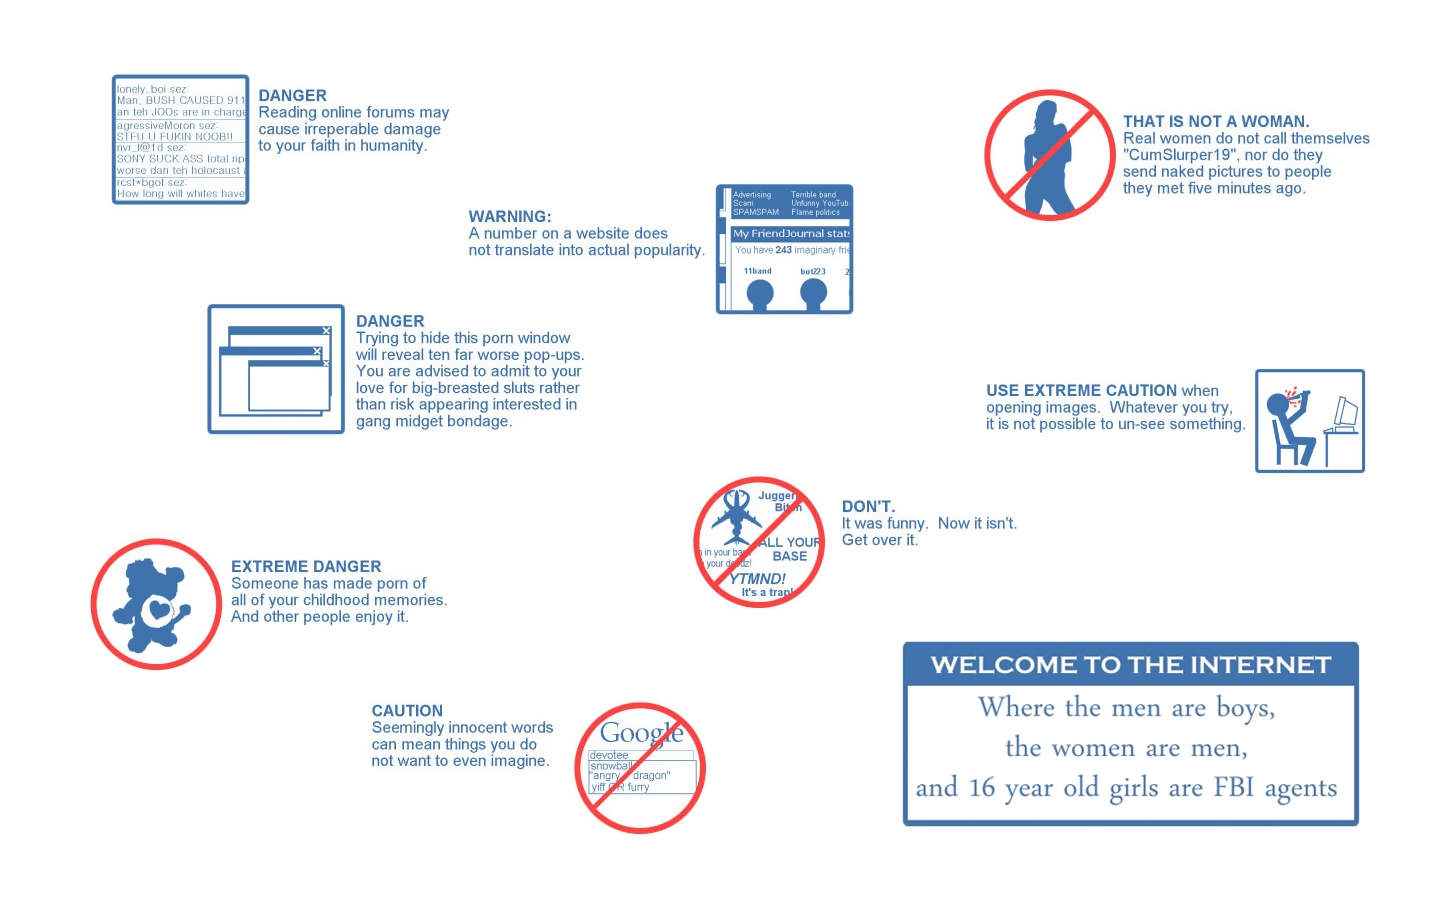 lonely_boi sez:
Man, BUSH CAUSED 911
an teh JOOs are in charge
agressiveMoron sez:
STFU U FUKIN NOOB!!
nvr_l@1d sez:
SONY SUCK ASS total rip
worse dan teh holocaust
rcst*bgot sez:
How long will whites have
DANGER
Reading online forums may
cause irreperable damage
to your faith in humanity.
THAT IS NOT A WOMAN.
Real women do not call themselves
"CumSlurper19", nor do they
send naked pictures to people
they met five minutes ago.
WARNING:
A number on a website does
not translate into actual popularity.
Advertising Terrible band
Scam Unfunny YouTub
SPAMSPAM Flame politics
My FriendJournal stats
You have 243 imaginary frie
11band bot223 2
DANGER
Trying to hide this porn window
will reveal ten far worse pop-ups.
You are advised to admit to your
love for big-breasted sluts rather
than risk appearing interested in
gang midget bondage.
USE EXTREME CAUTION when
opening images. Whatever you try,
it is not possible to un-see something.
Jugger
Bitch
ALL YOUR
BASE
in your bas
your doodz!
YTMND!
It's a trap!
DON'T.
It was funny. Now it isn't.
Get over it.
EXTREME DANGER
Someone has made porn of
all of your childhood memories.
And other people enjoy it.
CAUTION
Seemingly innocent words
can mean things you do
not want to even imagine.
Google
devotee
snowball
"angry dragon"
yiff OR furry
WELCOME TO THE INTERNET
Where the men are boys,
the women are men,
and 16 year old girls are FBI agents